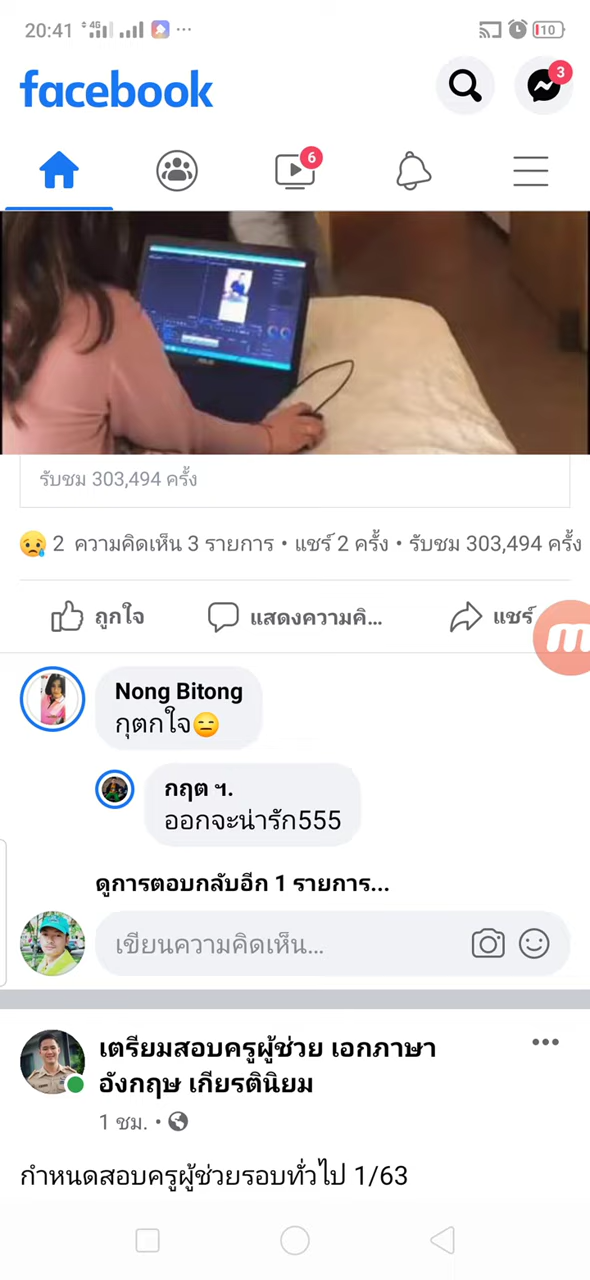 20:41 4G 10
facebook
3
6
ASUS
รับชม 303,494 ครั้ง
2 ความคิดเห็น 3 รายการ • แชร์ 2 ครั้ง • รับชม 303,494 ครั้ง
ถูกใจ แสดงความคิ... แชร์
Nong Bitong
กุตกใจ😑
กฤต ฯ.
ออกจะน่ารัก555
ดูการตอบกลับอีก 1 รายการ...
เขียนความคิดเห็น...
เตรียมสอบครูผู้ช่วย เอกภาษา
อังกฤษ เกียรตินิยม
1 ชม. •
กำหนดสอบครูผู้ช่วยรอบทั่วไป 1/63